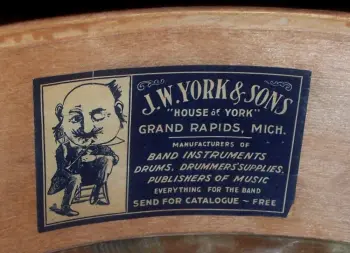 J.W. YORK & SONS
"HOUSE of YORK"
GRAND RAPIDS, MICH.
MANUFACTURERS OF
BAND INSTRUMENTS
DRUMS, DRUMMERS' SUPPLIES,
PUBLISHERS OF MUSIC
EVERYTHING FOR THE BAND
SEND FOR CATALOGUE ~ FREE